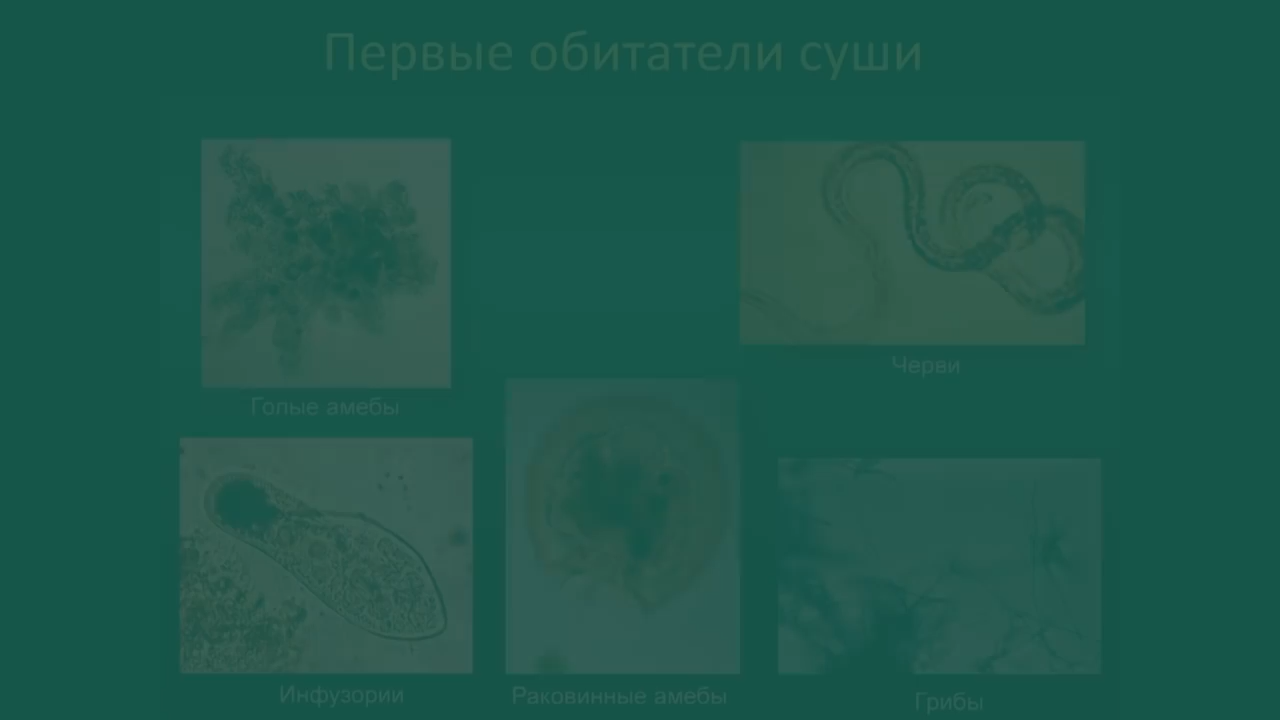 Первые обитатели суши
Черви
Голые амебы
Инфузории
Раковинные амебы
Грибы